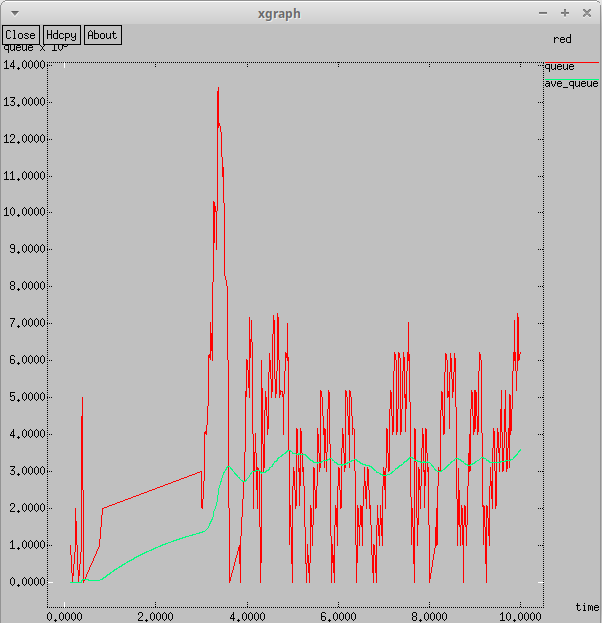 xgraph
Close Hdcpy About
red
queue x 10
queue
ave_queue
14.0000
13.0000
12.0000
11.0000
10.0000
9.0000
8.0000
7.0000
6.0000
5.0000
4.0000
3.0000
2.0000
1.0000
0.0000
time
0.0000 2.0000 4.0000 6.0000 8.0000 10.0000